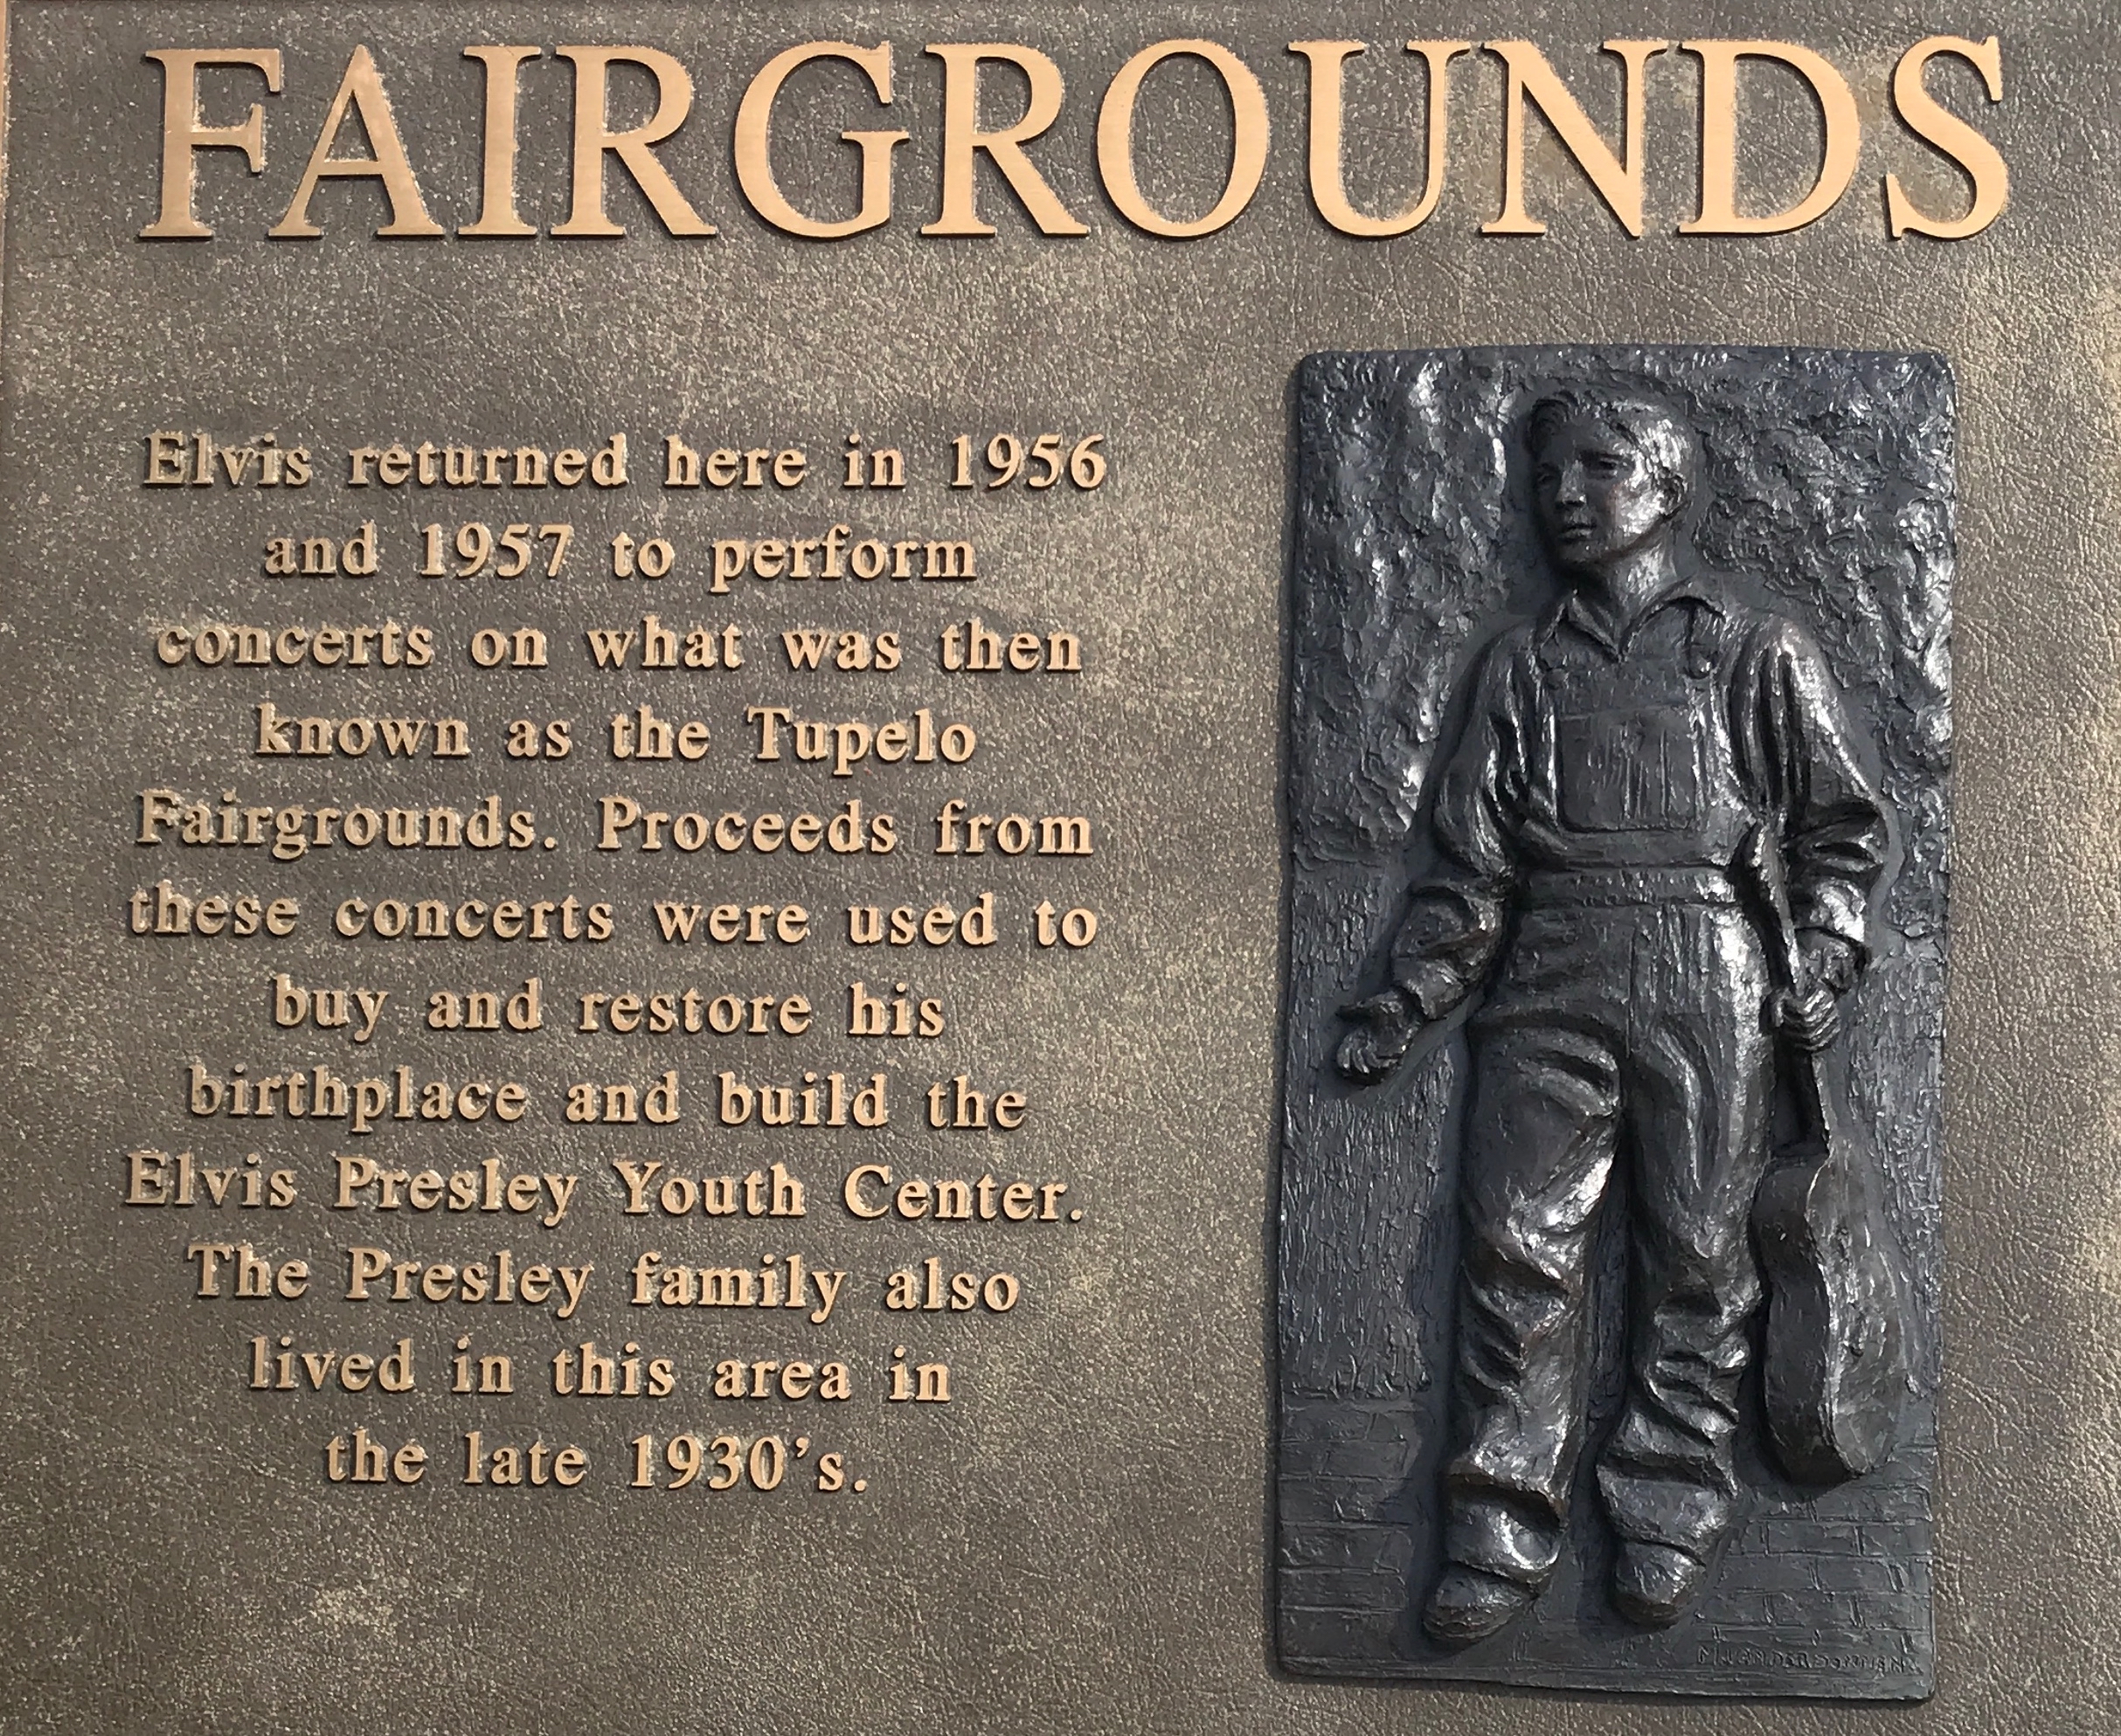 FAIRGROUNDS
Elvis returned here in 1956
and 1957 to perform
concerts on what was then
known as the Tupelo
Fairgrounds. Proceeds from
these concerts were used to
buy and restore his
birthplace and build the
Elvis Presley Youth Center.
The Presley family also
lived in this area in
the late 1930's.